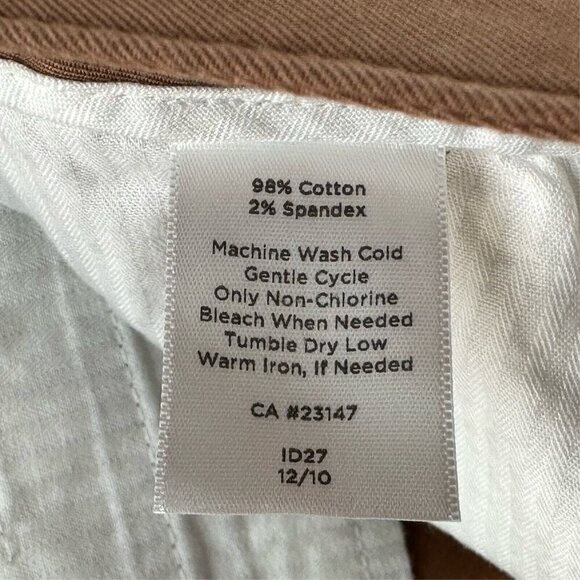 98% Cotton
2% Spandex
Machine Wash Cold
Gentle Cycle
Only Non-Chlorine
Bleach When Needed
Tumble Dry Low
Warm Iron, If Needed
CA #23147
ID27
12/10